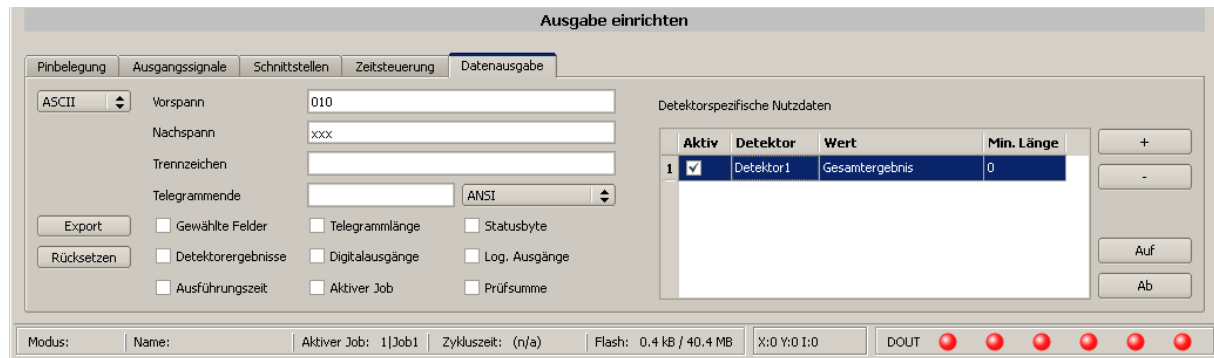 Ausgabe einrichten
Pinbelegung Ausgangssignale Schnittstellen Zeitsteuerung Datenausgabe
ASCII Vorspann 010
Nachspann xxx
Trennzeichen
Telegrammende ANSI
Export Gewählte Felder Telegrammlänge Statusbyte
Rücksetzen Detektorergebnisse Digitalausgänge Log. Ausgänge
Ausführungszeit Aktiver Job Prüfsumme
Detektorspezifische Nutzdaten
Aktiv Detektor Wert Min. Länge
1 Detektor1 Gesamtergebnis 0
+
-
Auf
Ab
Modus: Name: Aktiver Job: 1|Job1 Zykluszeit: (n/a) Flash: 0.4 kB / 40.4 MB X:0 Y:0 I:0 DOUT